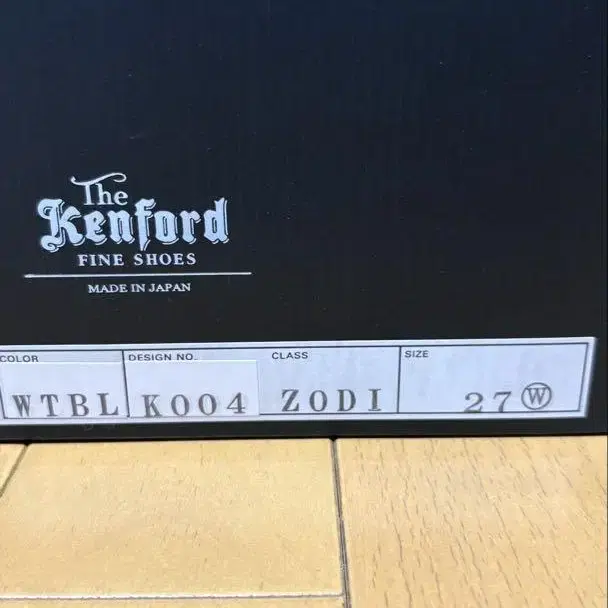 The
Kenford
FINE SHOES
MADE IN JAPAN
COLOR DESIGN NO. CLASS SIZE
WTBL K004 ZODI 27 Ⓦ